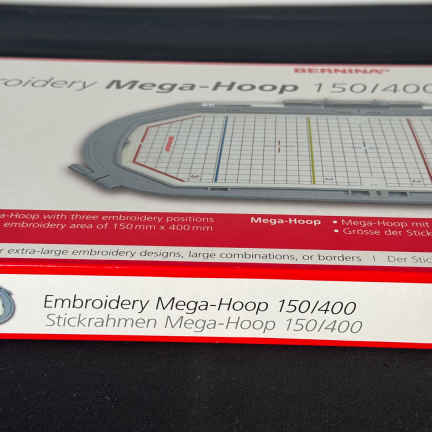 BERNINA
Embroidery Mega-Hoop 150/400
Mega-Hoop with three embroidery positions
embroidery area of 150 mm x 400 mm
Mega-Hoop • Mega-Hoop mit
• Grösse der Stick
r extra-large embroidery designs, large combinations, or borders | Der Stic
Embroidery Mega-Hoop 150/400
Stickrahmen Mega-Hoop 150/400